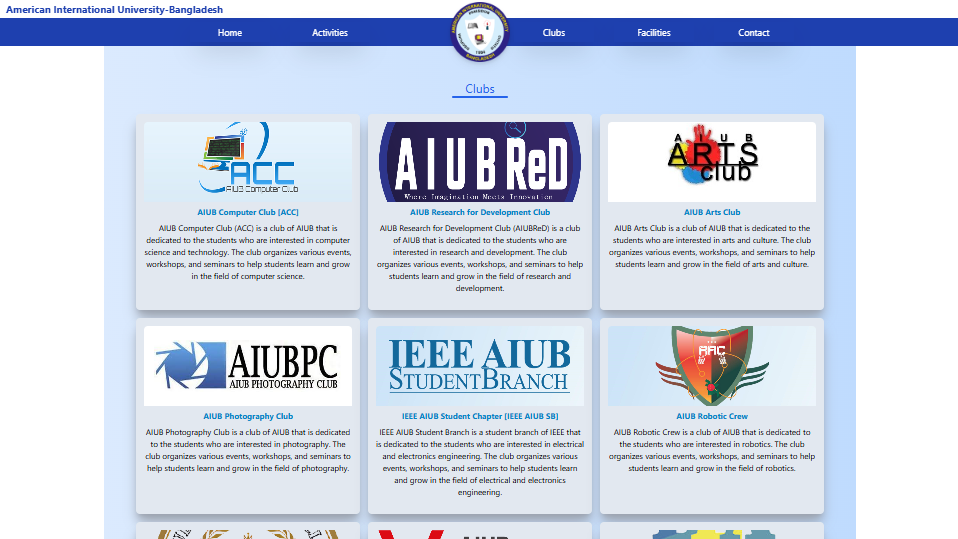 American International University-Bangladesh
Home
Activities
Clubs
Facilities
Contact
AMERICAN INTERNATIONAL UNIVERSITY
1994
BANGLADESH
Clubs
ACC
AIUB Computer Club
AIUB Computer Club [ACC]
AIUB Computer Club (ACC) is a club of AIUB that is
dedicated to the students who are interested in computer
science and technology. The club organizes various events,
workshops, and seminars to help students learn and grow
in the field of computer science.
AIUB ReD
Where Imagination Meets Innovation
AIUB Research for Development Club
AIUB Research for Development Club (AIUBReD) is a club
of AIUB that is dedicated to the students who are
interested in research and development. The club
organizes various events, workshops, and seminars to help
students learn and grow in the field of research and
development.
AIUB
ARTS
club
AIUB Arts Club
AIUB Arts Club is a club of AIUB that is dedicated to the
students who are interested in arts and culture. The club
organizes various events, workshops, and seminars to help
students learn and grow in the field of arts and culture.
AIUBPC
AIUB PHOTOGRAPHY CLUB
AIUB Photography Club
AIUB Photography Club is a club of AIUB that is dedicated
to the students who are interested in photography. The
club organizes various events, workshops, and seminars to
help students learn and grow in the field of photography.
IEEE AIUB
STUDENTBRANCH
IEEE AIUB Student Chapter [IEEE AIUB SB]
IEEE AIUB Student Branch is a student branch of IEEE that
is dedicated to the students who are interested in electrical
and electronics engineering. The club organizes various
events, workshops, and seminars to help students learn
and grow in the field of electrical and electronics
engineering.
AIUB Robotic Crew
AIUB Robotic Crew is a club of AIUB that is dedicated to
the students who are interested in robotics. The club
organizes various events, workshops, and seminars to help
students learn and grow in the field of robotics.